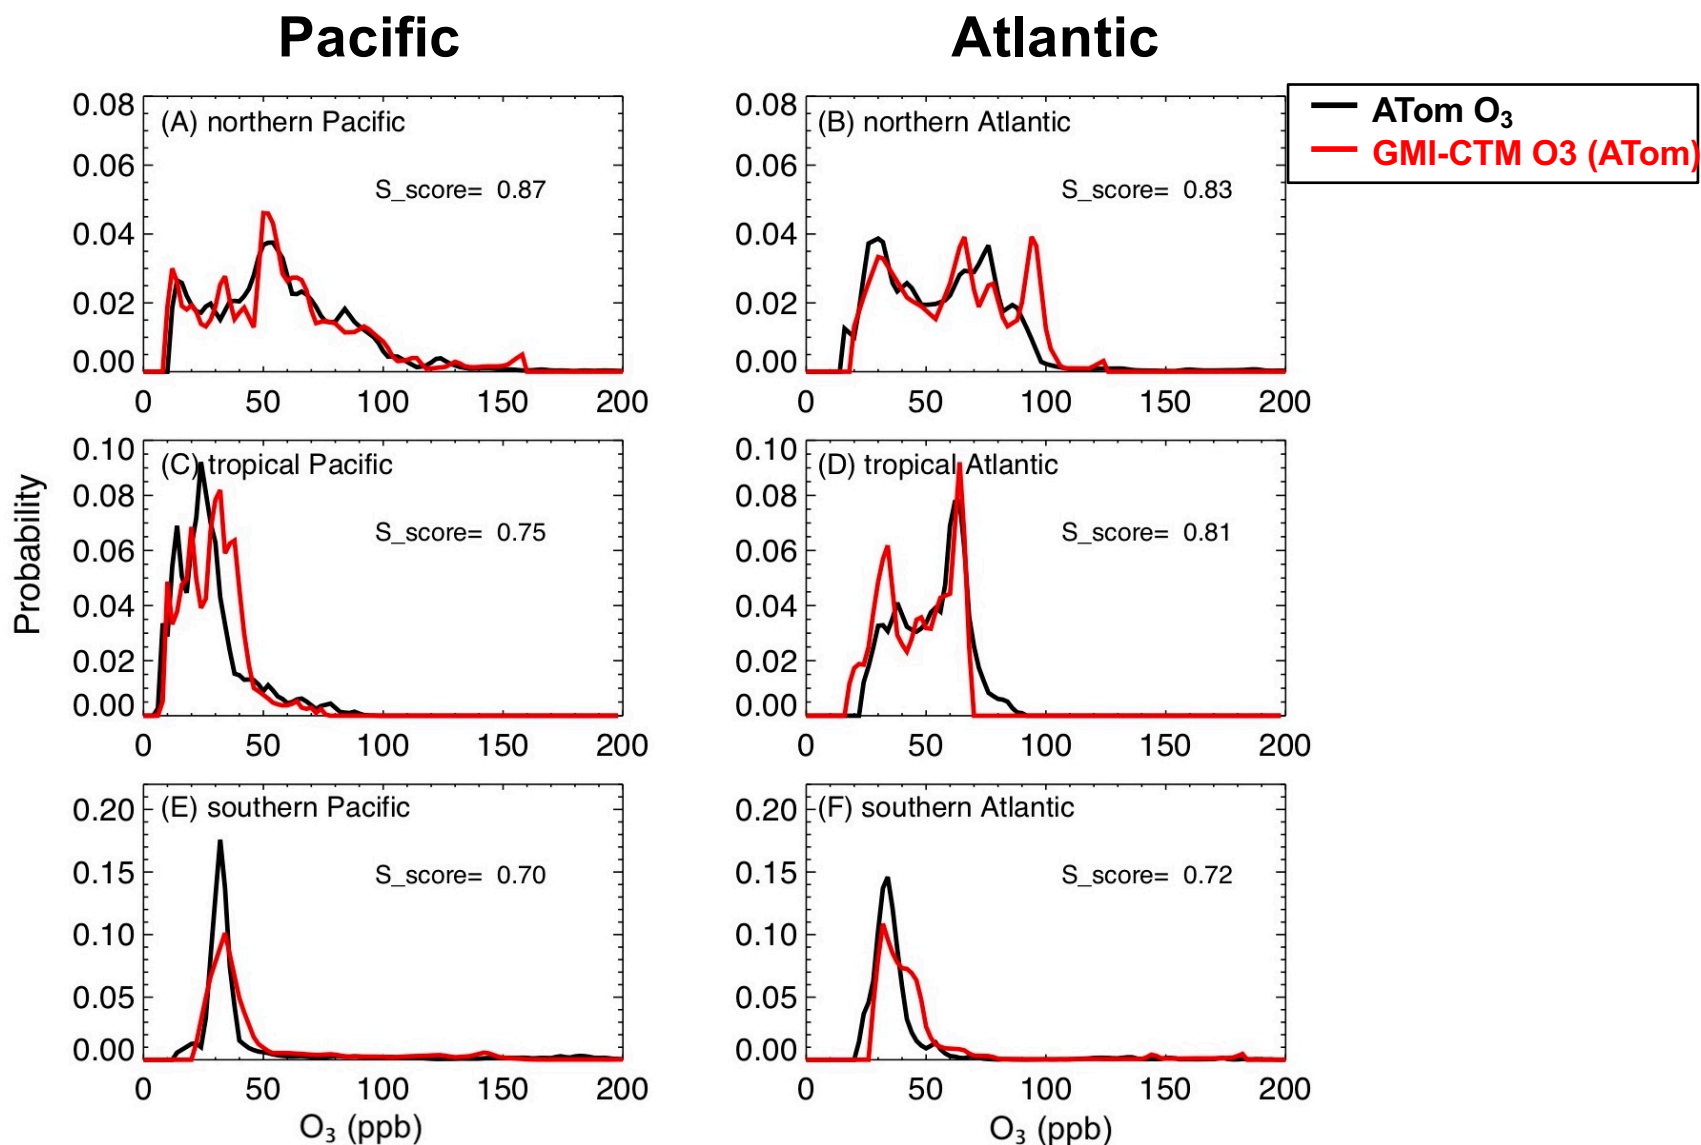 Pacific
Atlantic
ATom O₃
GMI-CTM O3 (ATom)
(A) northern Pacific
S_score= 0.87
0.08
0.06
0.04
0.02
0.00
0 50 100 150 200
(B) northern Atlantic
S_score= 0.83
0.08
0.06
0.04
0.02
0.00
0 50 100 150 200
Probability
(C) tropical Pacific
S_score= 0.75
0.10
0.08
0.06
0.04
0.02
0.00
0 50 100 150 200
(D) tropical Atlantic
S_score= 0.81
0.10
0.08
0.06
0.04
0.02
0.00
0 50 100 150 200
(E) southern Pacific
S_score= 0.70
0.20
0.15
0.10
0.05
0.00
0 50 100 150 200
O₃ (ppb)
(F) southern Atlantic
S_score= 0.72
0.20
0.15
0.10
0.05
0.00
0 50 100 150 200
O₃ (ppb)